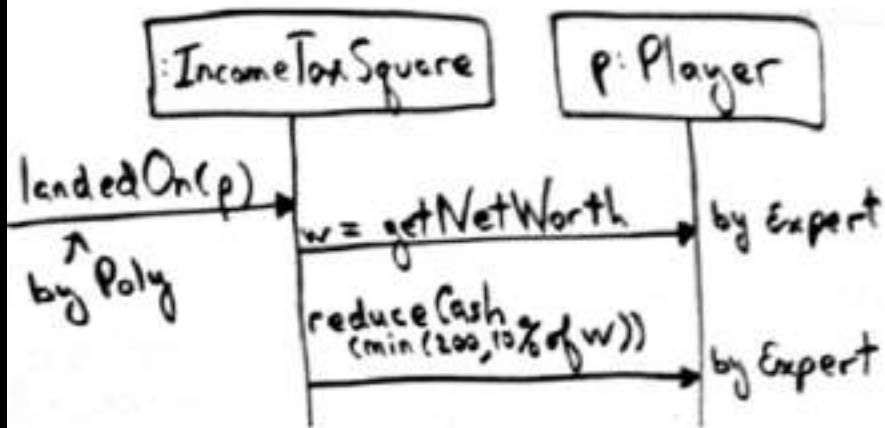 :IncomeTaxSquare
p:Player
landedOn(p)
by Poly
w = getNetWorth
by Expert
reduceCash
(min(200,10% of w))
by Expert